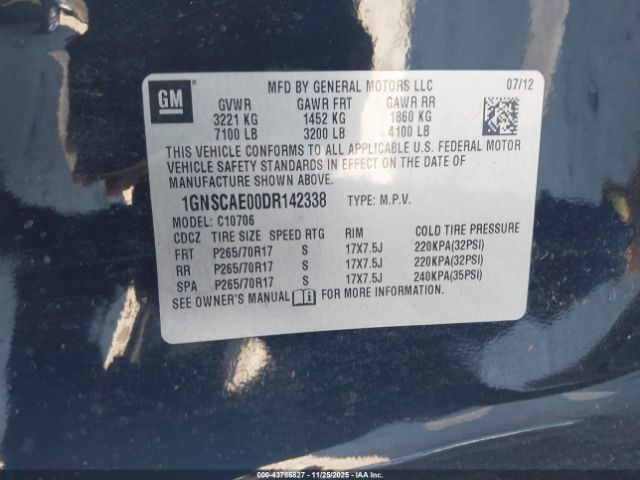 GM
MFD BY GENERAL MOTORS LLC 07/12
GVWR GAWR FRT GAWR RR
3221 KG 1452 KG 1860 KG
7100 LB 3200 LB 4100 LB
THIS VEHICLE CONFORMS TO ALL APPLICABLE U.S. FEDERAL MOTOR
VEHICLE SAFETY STANDARDS IN EFFECT ON THE DATE OF
MANUFACTURE SHOWN ABOVE.
1GNSCAE00DR142338 TYPE: M.P.V.
MODEL: C10706
CDCZ TIRE SIZE SPEED RTG RIM COLD TIRE PRESSURE
FRT P265/70R17 S 17X7.5J 220KPA(32PSI)
RR P265/70R17 S 17X7.5J 220KPA(32PSI)
SPA P265/70R17 S 17X7.5J 240KPA(35PSI)
SEE OWNER'S MANUAL FOR MORE INFORMATION.
000-43786827 - 11/25/2025 - IAAI.COM